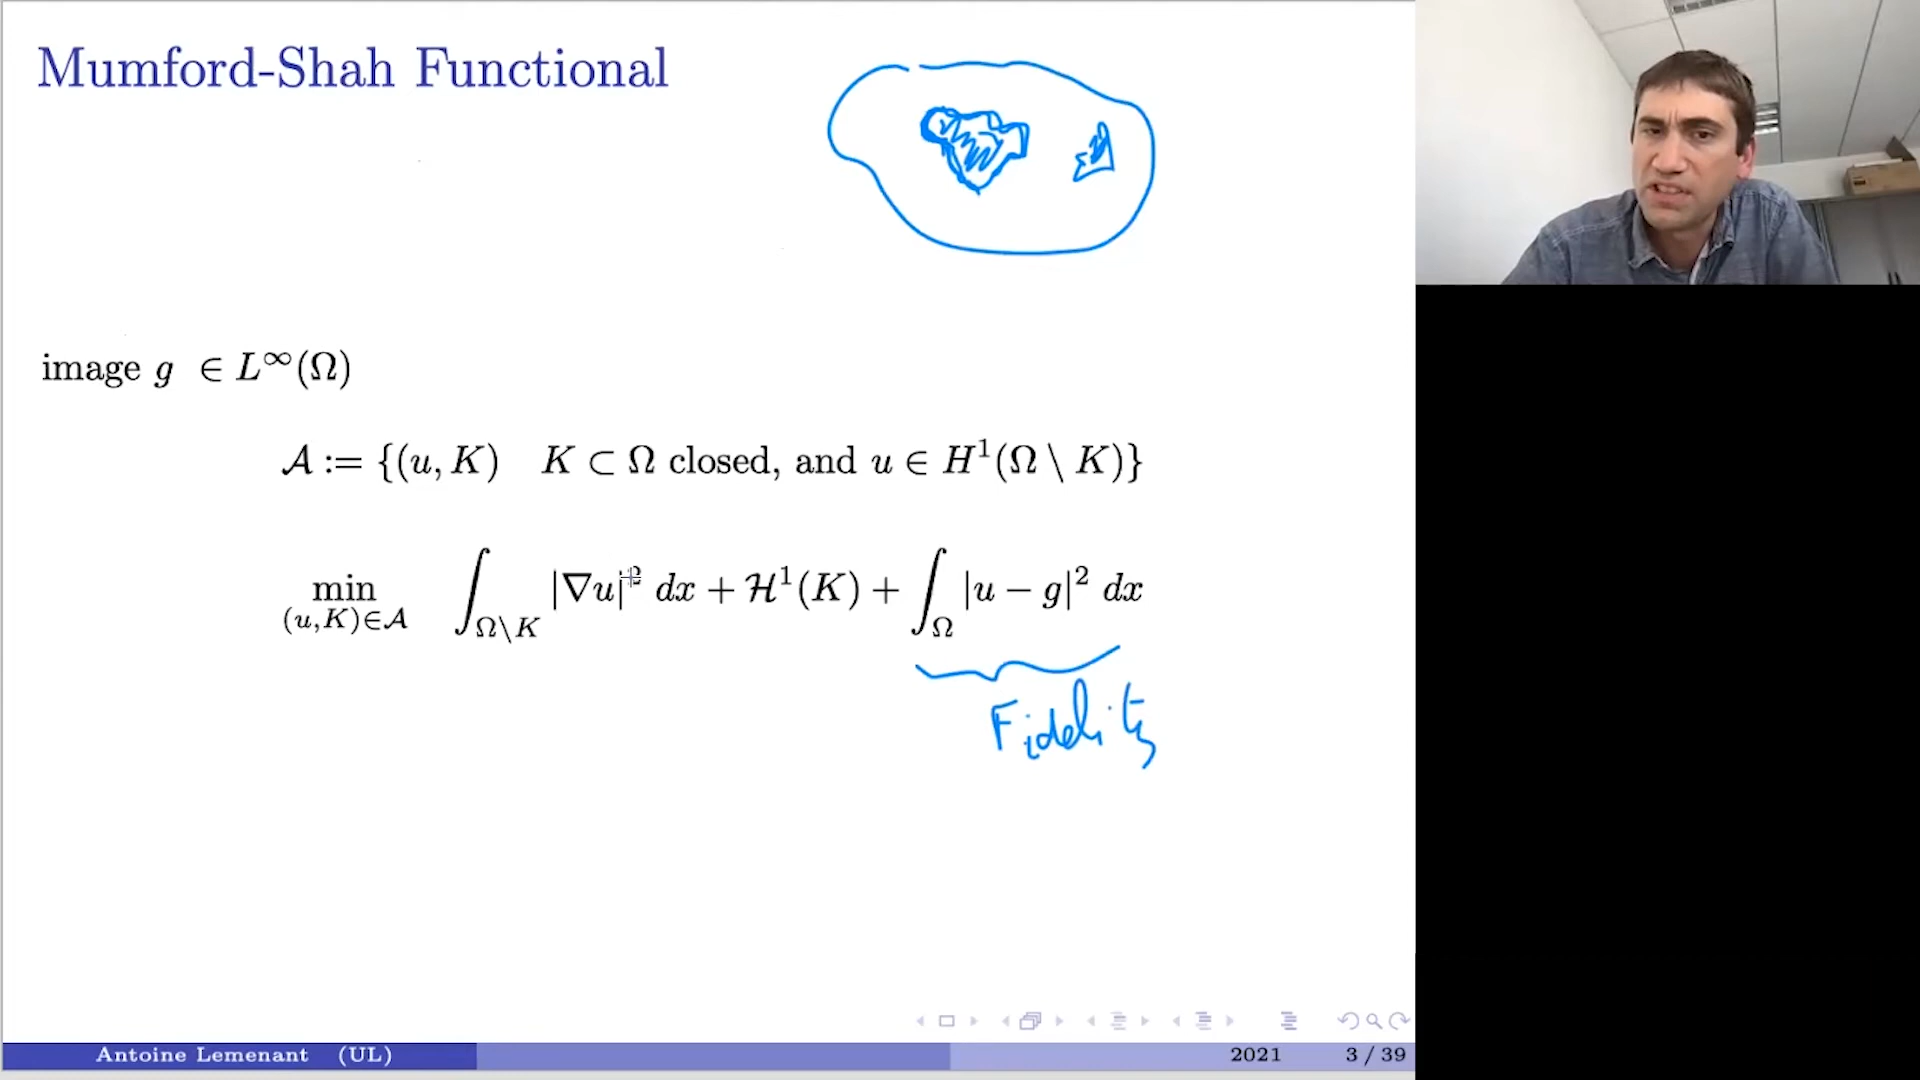 Mumford-Shah Functional
image g ∈ L^∞(Ω)
𝒜 := {(u, K) K ⊂ Ω closed, and u ∈ H^1(Ω \ K)}
min_{(u,K)∈𝒜} ∫_{Ω\K} |∇u|^2 dx + ℋ^1(K) + ∫_Ω |u − g|^2 dx
Fidelity
Antoine Lemenant (UL) 2021 3 / 39